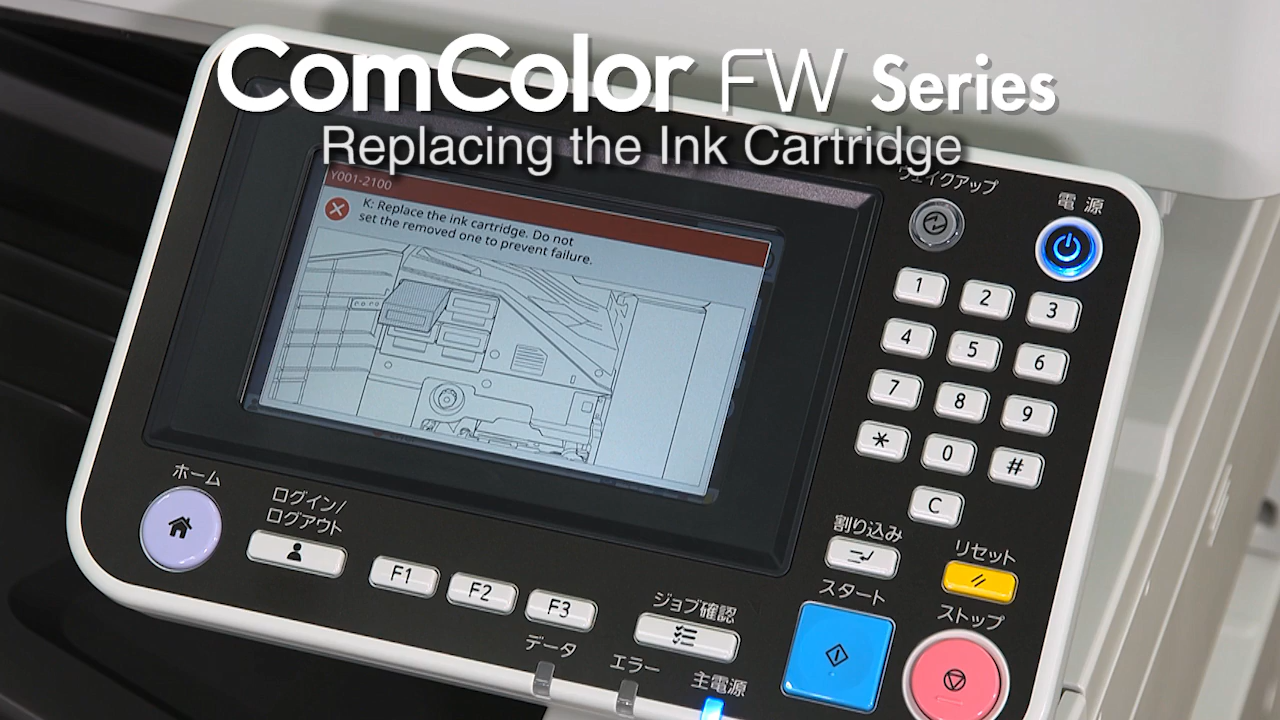 ComColor FW Series
Replacing the Ink Cartridge
Y001-2100
K: Replace the ink cartridge. Do not
set the removed one to prevent failure.
ウェイクアップ
電源
1 2 3
4 5 6
7 8 9
* 0 #
C
ホーム
ログイン/
ログアウト
F1 F2 F3
割り込み
リセット
スタート
ストップ
ジョブ確認
データ
エラー
主電源